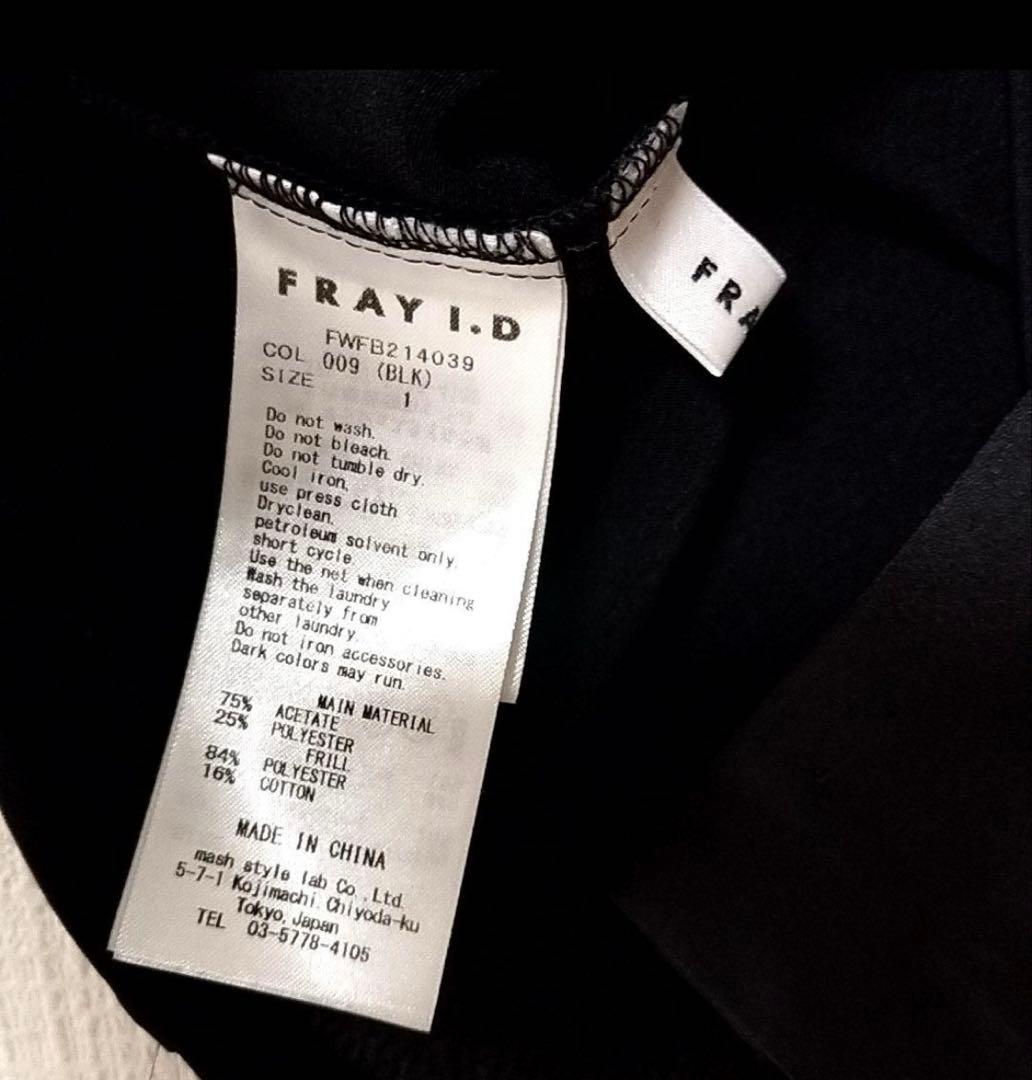 FRAY I.D
FWFB214039
COL 009 (BLK)
SIZE 1
Do not wash.
Do not bleach.
Do not tumble dry.
Cool iron,
use press cloth
Dryclean,
petroleum solvent only,
short cycle.
Use the net when cleaning
Wash the laundry
separately from
other laundry.
Do not iron accessories.
Dark colors may run.
MAIN MATERIAL
75% ACETATE
25% POLYESTER
FRILL
84% POLYESTER
16% COTTON
MADE IN CHINA
mash style lab Co.,Ltd.
5-7-1 Kojimachi, Chiyoda-ku
Tokyo, Japan
TEL 03-5778-4105
FRA